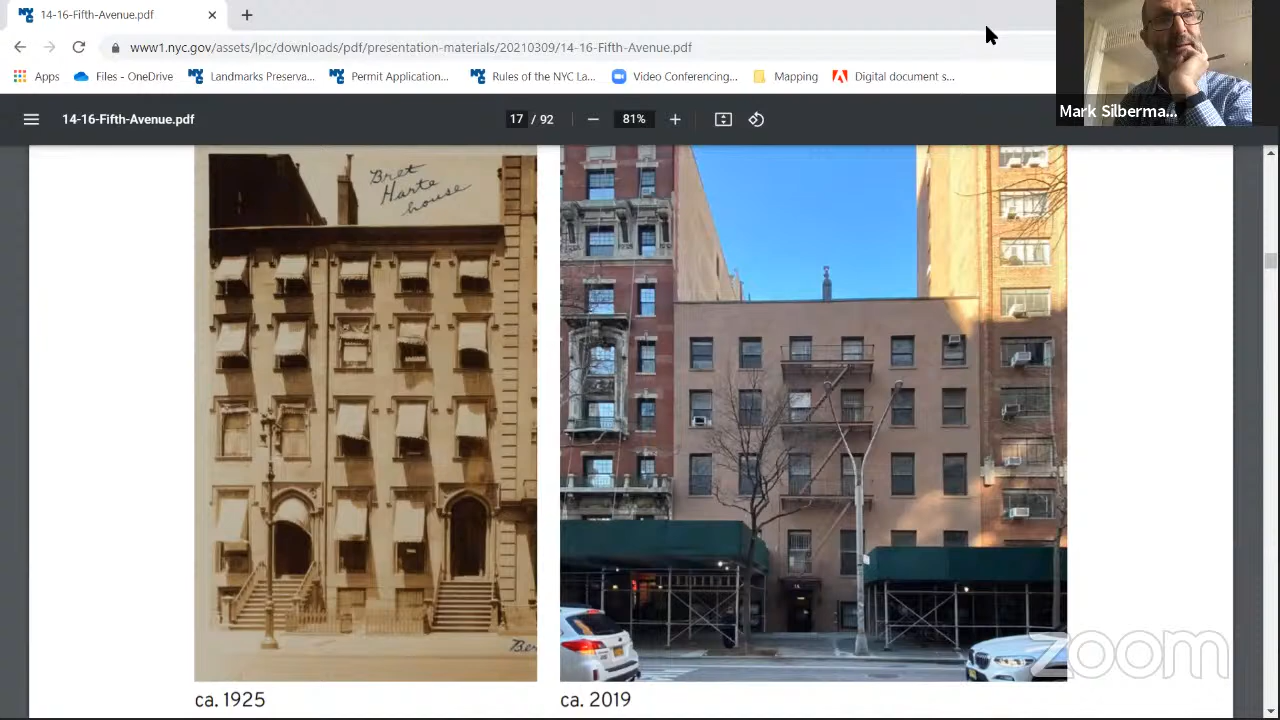 14-16-Fifth-Avenue.pdf
www1.nyc.gov/assets/lpc/downloads/pdf/presentation-materials/20210309/14-16-Fifth-Avenue.pdf
Apps Files - OneDrive Landmarks Preserva... Permit Application... Rules of the NYC La... Video Conferencing... Mapping Digital document s...
Mark Silberma...
14-16-Fifth-Avenue.pdf 17 / 92 81%
Bret
Harte
house
zoom
ca. 1925 ca. 2019